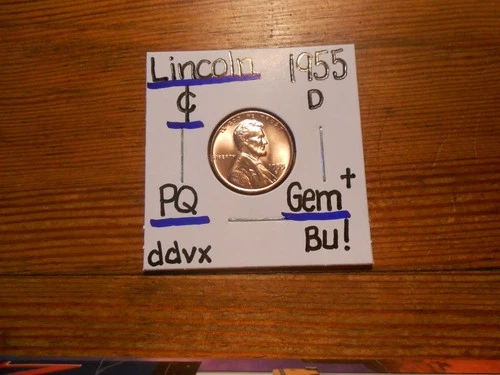 Lincoln 1955
¢ D
PQ Gem+
ddvx Bu!